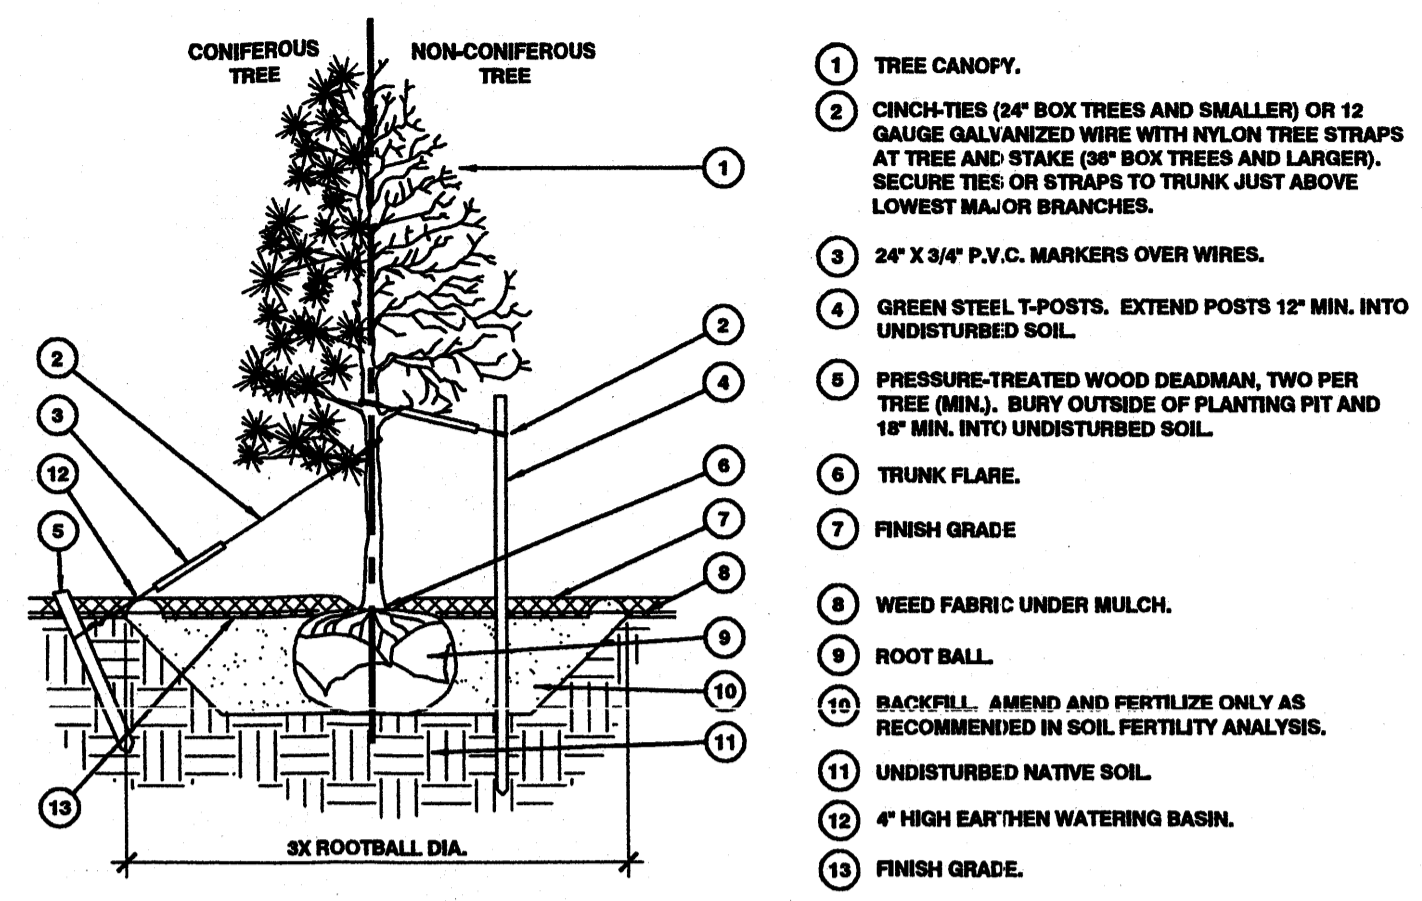 CONIFEROUS
TREE
NON-CONIFEROUS
TREE
1
2
4
6
7
8
9
10
11
2
3
12
5
13
3X ROOTBALL DIA.
1 TREE CANOPY.
2 CINCH-TIES (24" BOX TREES AND SMALLER) OR 12
GAUGE GALVANIZED WIRE WITH NYLON TREE STRAPS
AT TREE AND STAKE (36" BOX TREES AND LARGER).
SECURE TIES OR STRAPS TO TRUNK JUST ABOVE
LOWEST MAJOR BRANCHES.
3 24" X 3/4" P.V.C. MARKERS OVER WIRES.
4 GREEN STEEL T-POSTS. EXTEND POSTS 12" MIN. INTO
UNDISTURBED SOIL.
5 PRESSURE-TREATED WOOD DEADMAN, TWO PER
TREE (MIN.). BURY OUTSIDE OF PLANTING PIT AND
18" MIN. INTO UNDISTURBED SOIL.
6 TRUNK FLARE.
7 FINISH GRADE
8 WEED FABRIC UNDER MULCH.
9 ROOT BALL.
10 BACKFILL. AMEND AND FERTILIZE ONLY AS
RECOMMENDED IN SOIL FERTILITY ANALYSIS.
11 UNDISTURBED NATIVE SOIL.
12 4" HIGH EARTHEN WATERING BASIN.
13 FINISH GRADE.